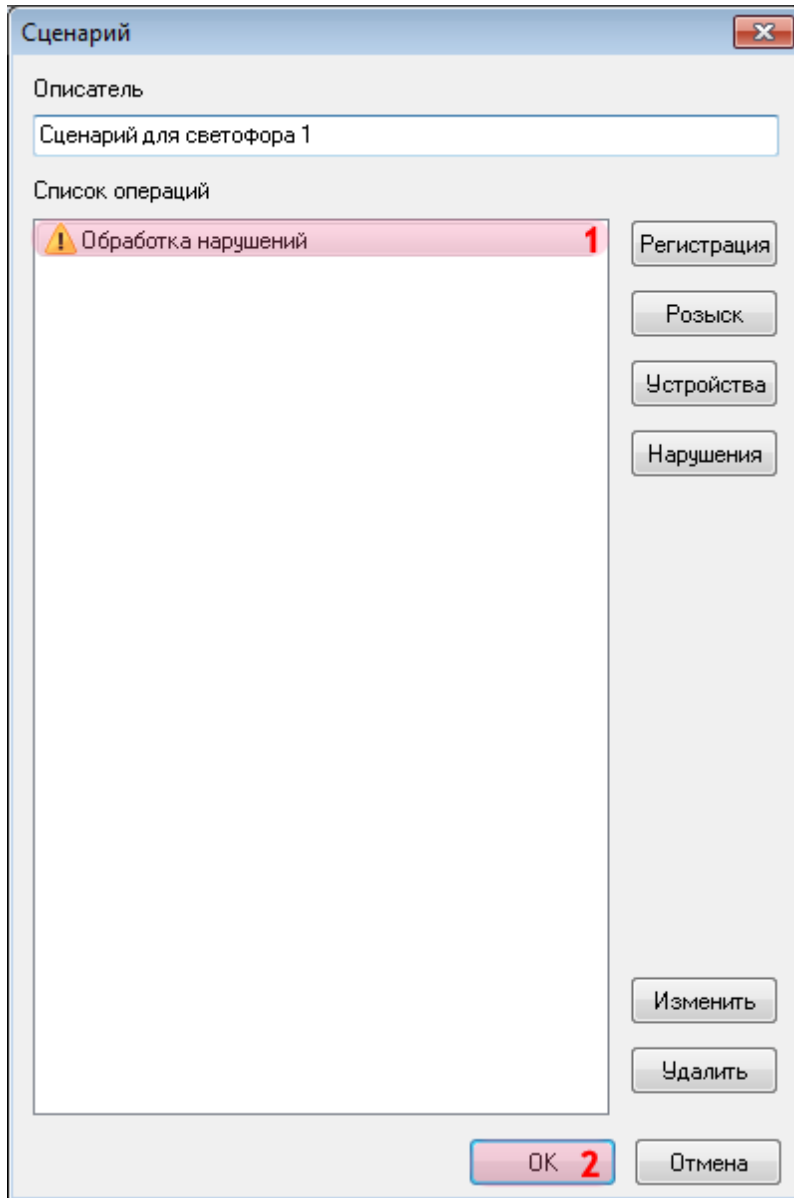 Сценарий
Описатель
Сценарий для светофора 1
Список операций
Обработка нарушений 1
Регистрация
Розыск
Устройства
Нарушения
Изменить
Удалить
OK 2
Отмена